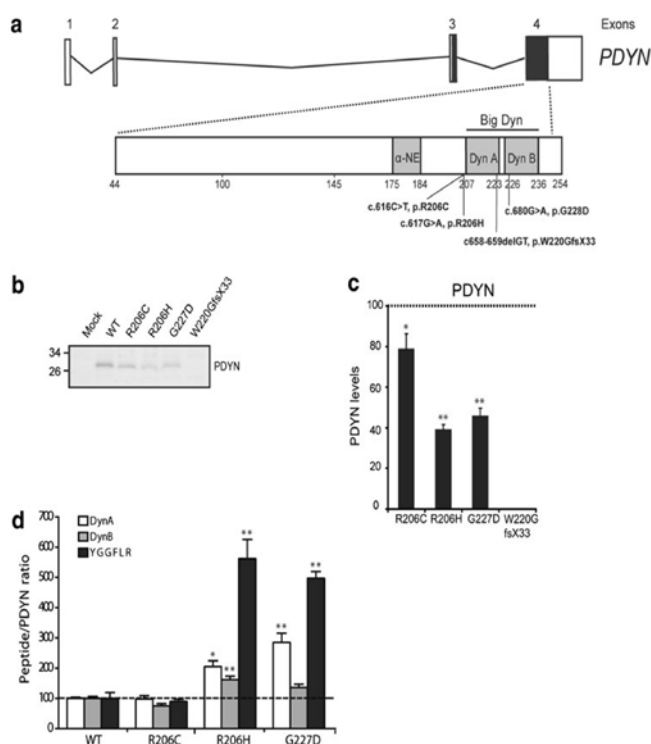 a
1 2 3 4 Exons
PDYN
Big Dyn
α-NE Dyn A Dyn B
44 100 145 175 184 207 223 226 236 254
c.616C>T, p.R206C
c.680G>A, p.G228D
c.617G>A, p.R206H
c658-659delGT, p.W220GfsX33
b
Mock WT R206C R206H G227D W220GfsX33
34
26
PDYN
c
PDYN
PDYN levels
100
80
60
40
20
0
* ** **
R206C R206H G227D W220G
fsX33
d
Peptide/PDYN ratio
700
600
500
400
300
200
100
0
DynA
DynB
YGGFLR
* ** ** ** **
WT R206C R206H G227D